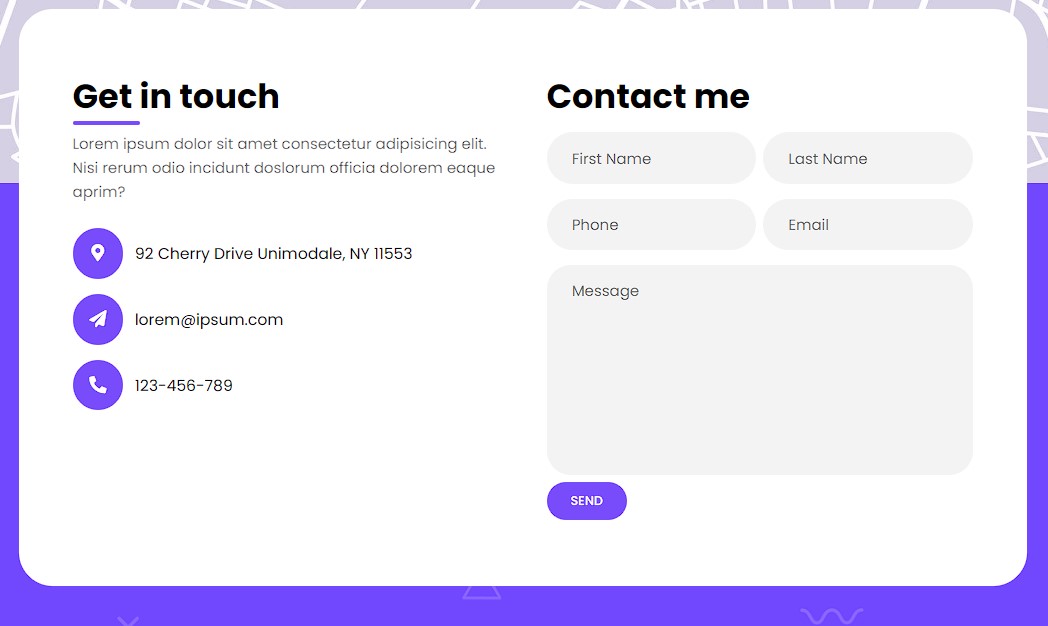 Get in touch
Lorem ipsum dolor sit amet consectetur adipisicing elit.
Nisi rerum odio incidunt doslorum officia dolorem eaque
aprim?
92 Cherry Drive Unimodale, NY 11553
lorem@ipsum.com
123-456-789
Contact me
First Name
Last Name
Phone
Email
Message
SEND